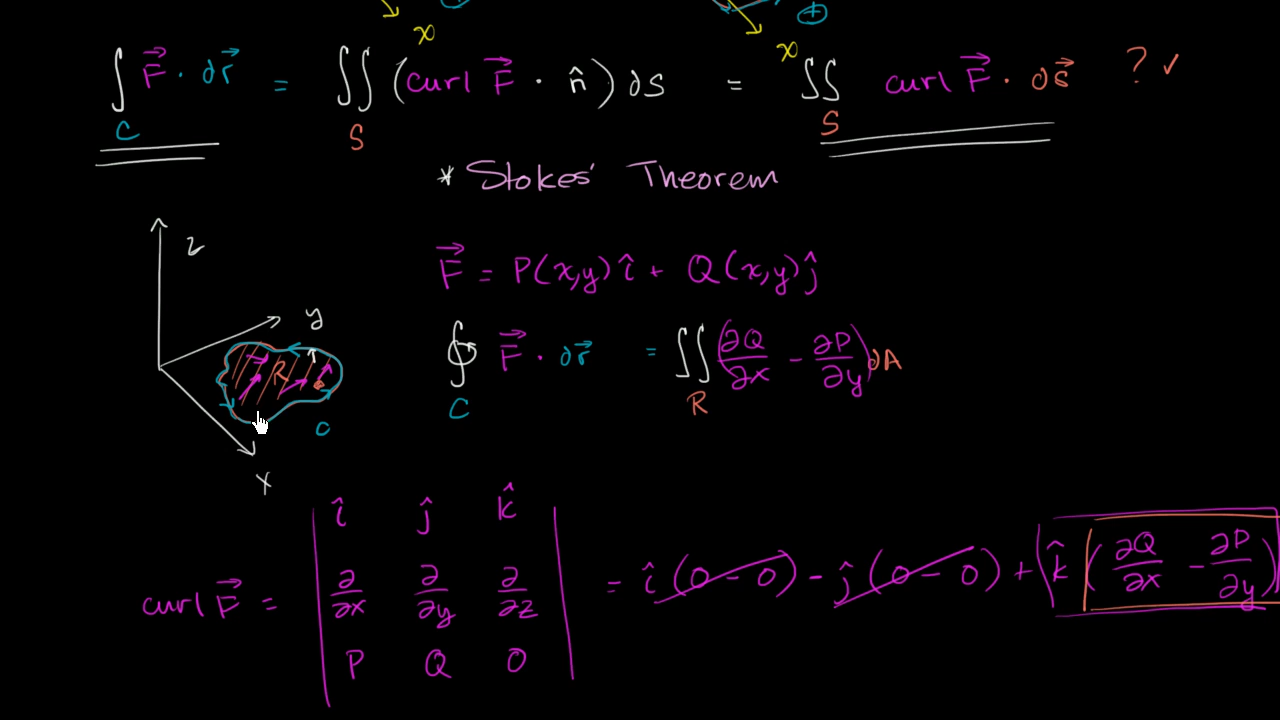 x x
∫_C F⃗ · dr⃗ = ∬_S (curl F⃗ · n̂) ds = ∬_S curl F⃗ · ds⃗ ? ✓
* Stokes' Theorem
z
F⃗ = P(x,y) î + Q(x,y) ĵ
y
R
∮_C F⃗ · dr⃗ = ∬_R (∂Q/∂x − ∂P/∂y) dA
C
x
curl F⃗ = | î ĵ k̂ |
| ∂/∂x ∂/∂y ∂/∂z | = î (0 − 0) − ĵ (0 − 0) + k̂ (∂Q/∂x − ∂P/∂y)
| P Q 0 |